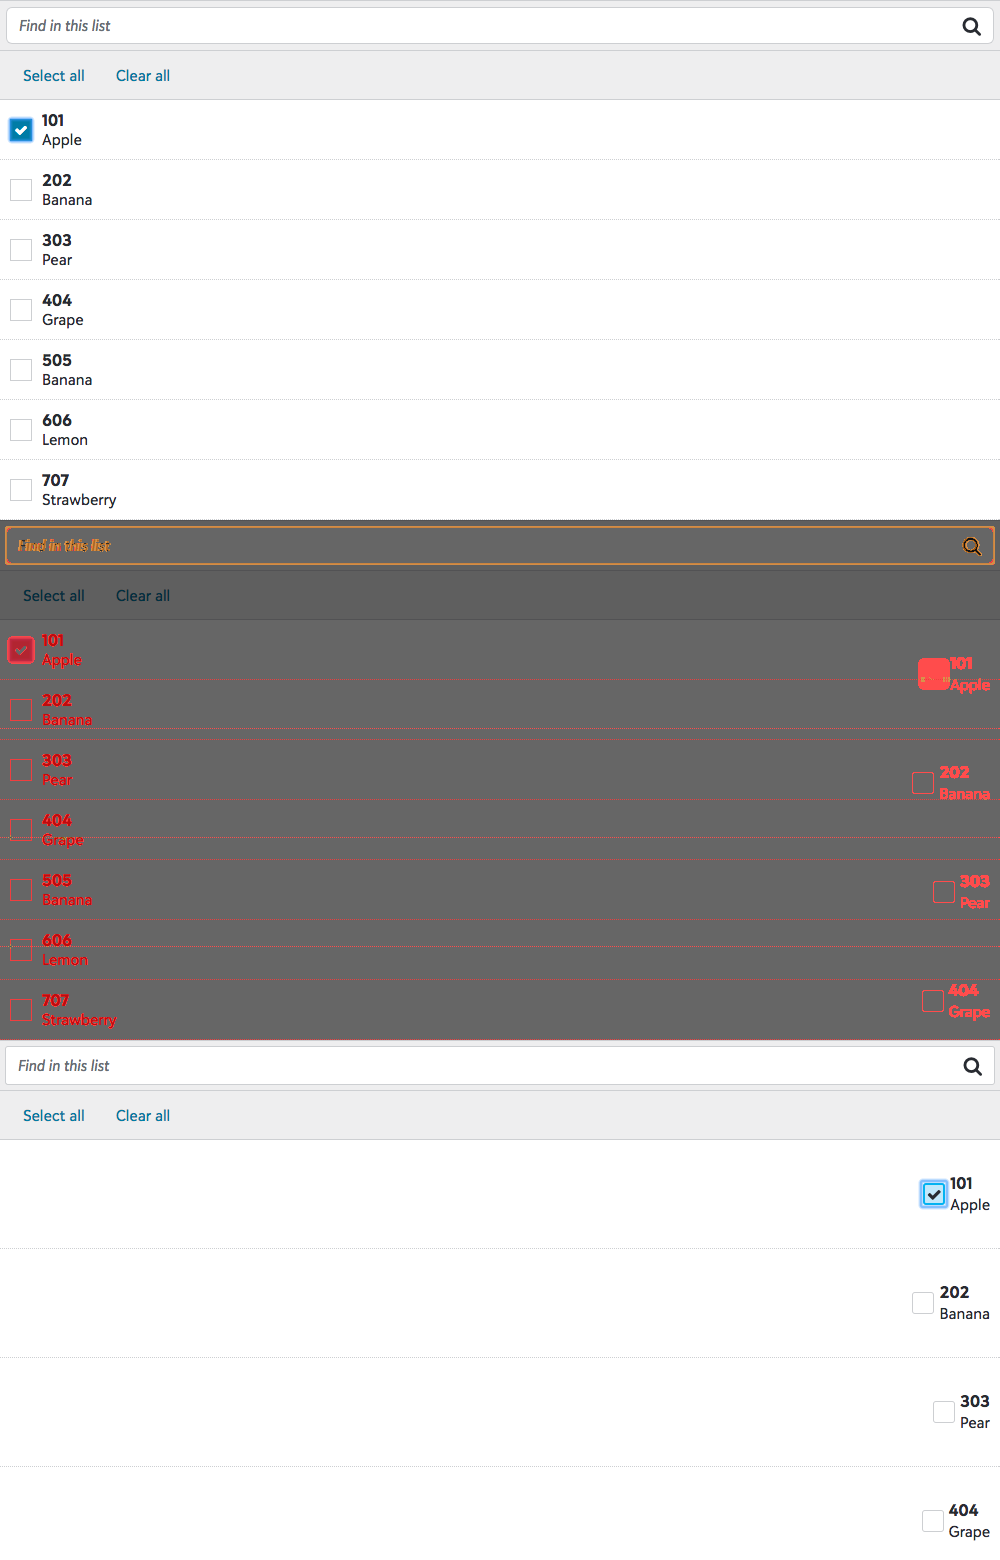 Find in this list
Select all Clear all
101
Apple
202
Banana
303
Pear
404
Grape
505
Banana
606
Lemon
707
Strawberry
Find in this list
Select all Clear all
101
Apple
101
Apple
202
Banana
303
Pear
202
Banana
404
Grape
505
Banana
303
Pear
606
Lemon
707
Strawberry
404
Grape
Find in this list
Select all Clear all
101
Apple
202
Banana
303
Pear
404
Grape